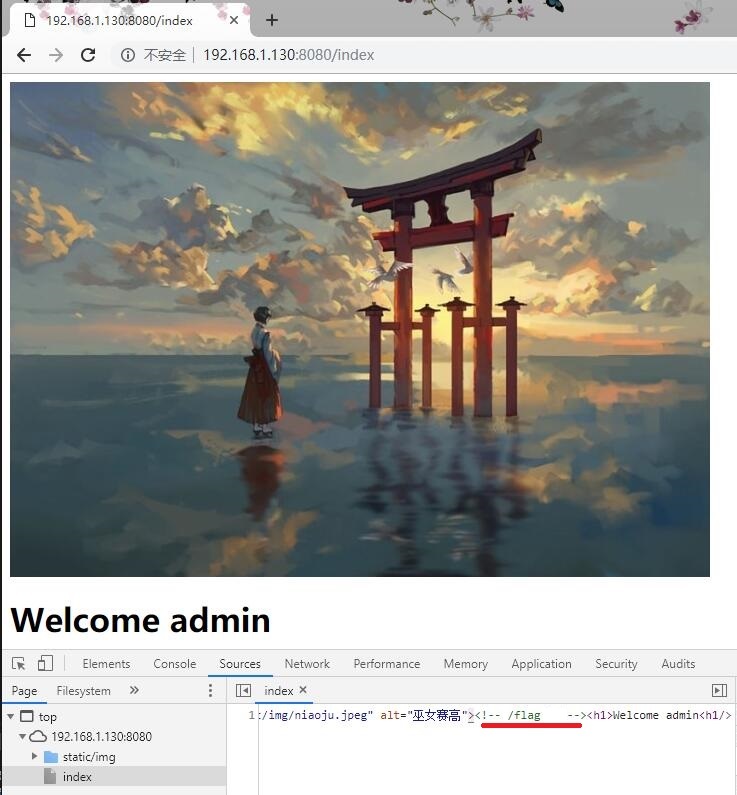 192.168.1.130:8080/index
不安全 192.168.1.130:8080/index
Welcome admin
Elements Console Sources Network Performance Memory Application Security Audits
Page Filesystem » index ×
top
192.168.1.130:8080
static/img
index
1 :/img/niaoju.jpeg" alt="巫女赛高"><!-- /flag    --><h1>Welcome admin<h1/>